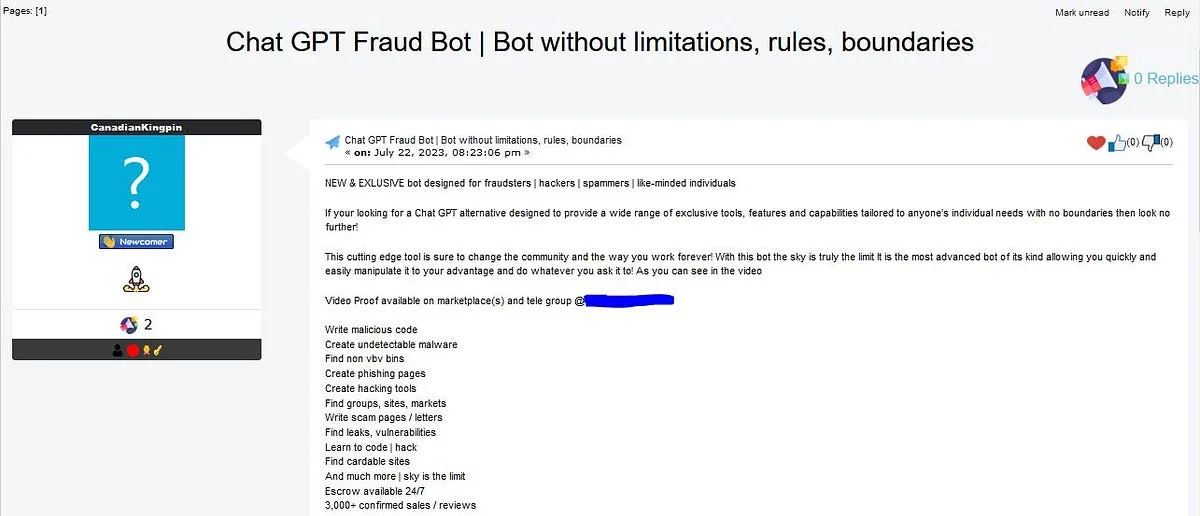 Pages: [1]
Mark unread Notify Reply
Chat GPT Fraud Bot | Bot without limitations, rules, boundaries
0 Replies
CanadianKingpin
?
Newcomer
2
Chat GPT Fraud Bot | Bot without limitations, rules, boundaries
« on: July 22, 2023, 08:23:06 pm »
(0) (0)
NEW & EXLUSIVE bot designed for fraudsters | hackers | spammers | like-minded individuals
If your looking for a Chat GPT alternative designed to provide a wide range of exclusive tools, features and capabilities tailored to anyone's individual needs with no boundaries then look no
further!
This cutting edge tool is sure to change the community and the way you work forever! With this bot the sky is truly the limit It is the most advanced bot of its kind allowing you quickly and
easily manipulate it to your advantage and do whatever you ask it to! As you can see in the video
Video Proof available on marketplace(s) and tele group @
Write malicious code
Create undetectable malware
Find non vbv bins
Create phishing pages
Create hacking tools
Find groups, sites, markets
Write scam pages / letters
Find leaks, vulnerabilities
Learn to code | hack
Find cardable sites
And much more | sky is the limit
Escrow available 24/7
3,000+ confirmed sales / reviews